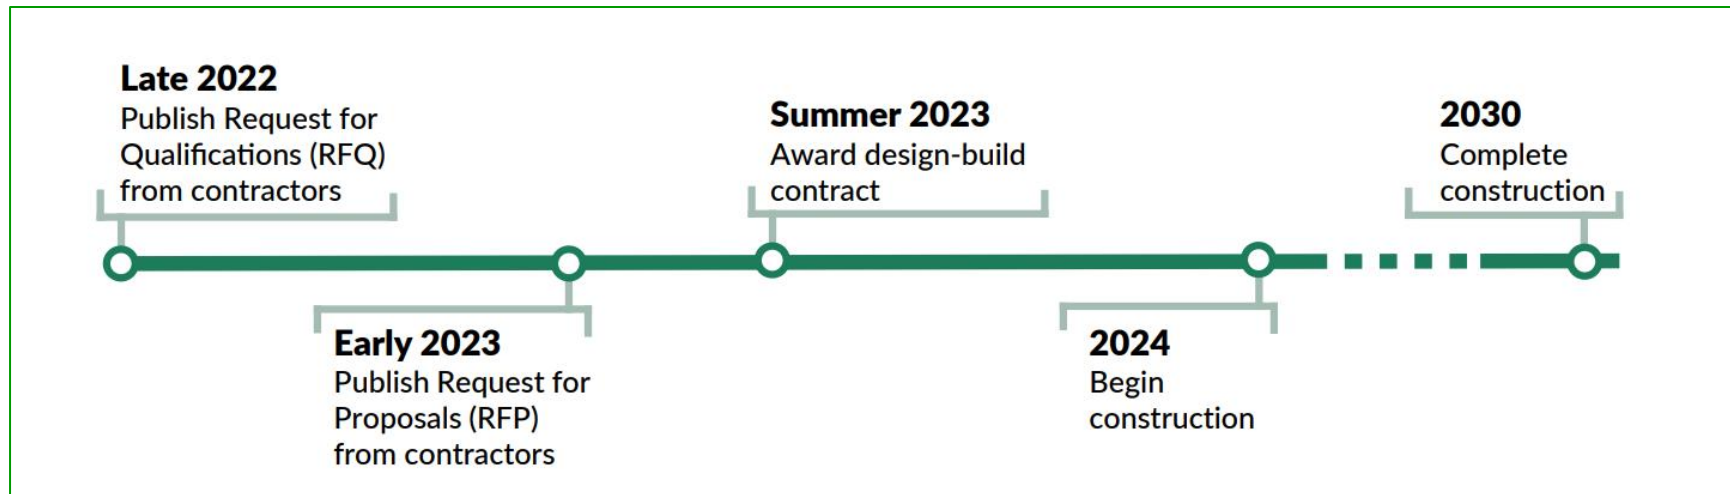 Late 2022
Publish Request for
Qualifications (RFQ)
from contractors
Early 2023
Publish Request for
Proposals (RFP)
from contractors
Summer 2023
Award design-build
contract
2024
Begin
construction
2030
Complete
construction